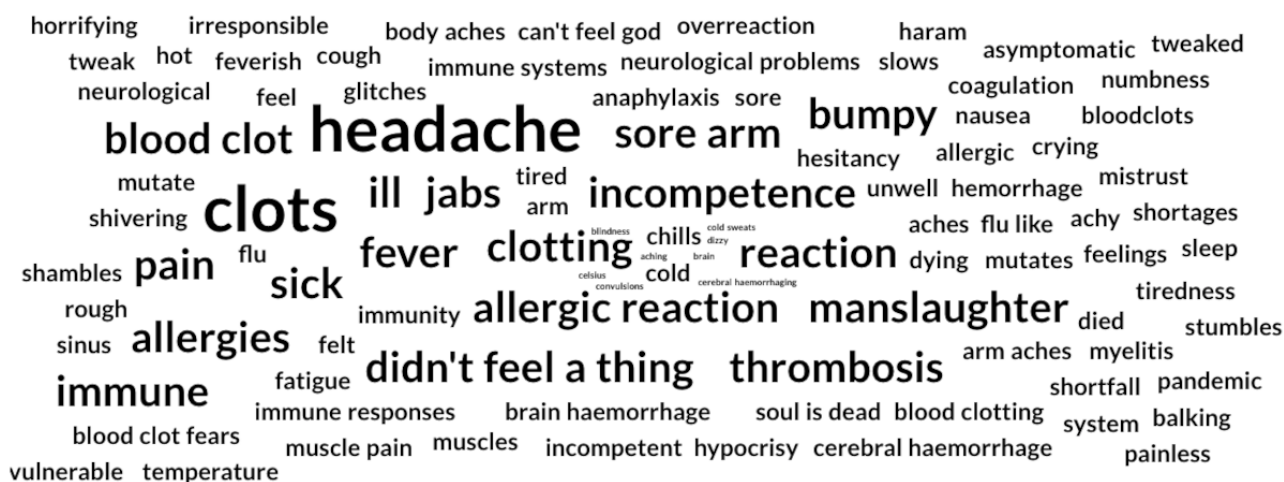 horrifying irresponsible body aches can't feel god overreaction haram
tweak hot feverish cough immune systems neurological problems slows asymptomatic tweaked
neurological feel glitches anaphylaxis sore coagulation numbness
blood clot headache sore arm bumpy nausea bloodclots
hesitancy allergic crying
mutate clots ill jabs tired incompetence unwell hemorrhage mistrust
shivering arm aches flu like achy shortages
blindness chills cold sweats
flu fever clotting dizzy reaction
shambles pain aching brain dying mutates feelings sleep
sick celsius cold
convulsions cerebral haemorrhaging tiredness
rough immunity allergic reaction manslaughter died stumbles
sinus allergies felt arm aches myelitis
immune fatigue didn't feel a thing thrombosis shortfall pandemic
immune responses brain haemorrhage soul is dead blood clotting system balking
blood clot fears muscle pain muscles incompetent hypocrisy cerebral haemorrhage painless
vulnerable temperature